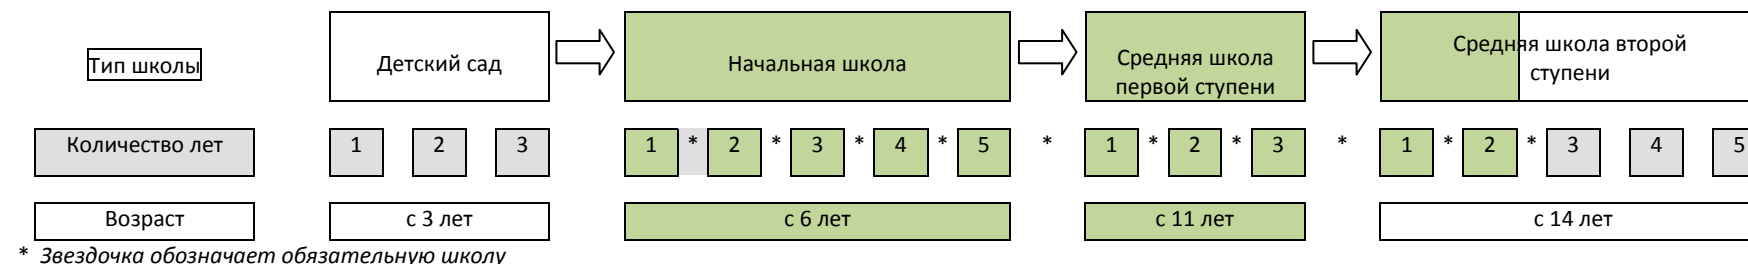 Тип школы
Детский сад
Начальная школа
Средняя школа
первой ступени
Средняя школа второй
ступени
Количество лет
1 2 3
1 * 2 * 3 * 4 * 5 * 1 * 2 * 3 * 1 * 2 * 3 4 5
Возраст
с 3 лет
с 6 лет
с 11 лет
с 14 лет
* Звездочка обозначает обязательную школу